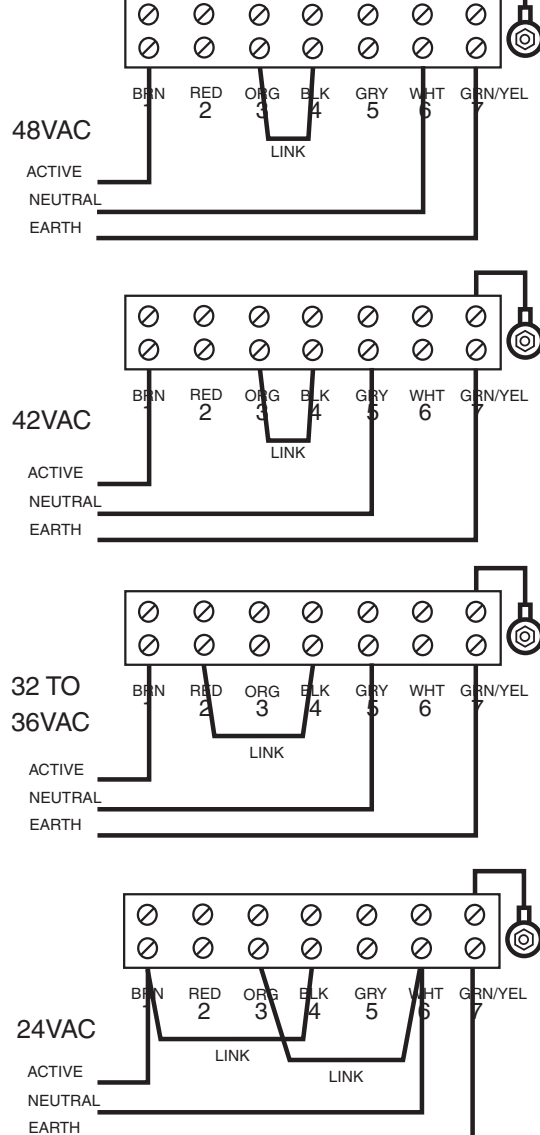 BRN RED ORG BLK GRY WHT GRN/YEL
1 2 3 4 5 6 7
48VAC
LINK
ACTIVE
NEUTRAL
EARTH
BRN RED ORG BLK GRY WHT GRN/YEL
1 2 3 4 5 6 7
42VAC
LINK
ACTIVE
NEUTRAL
EARTH
BRN RED ORG BLK GRY WHT GRN/YEL
1 2 3 4 5 6 7
32 TO
36VAC
LINK
ACTIVE
NEUTRAL
EARTH
BRN RED ORG BLK GRY WHT GRN/YEL
1 2 3 4 5 6 7
24VAC
LINK
LINK
ACTIVE
NEUTRAL
EARTH